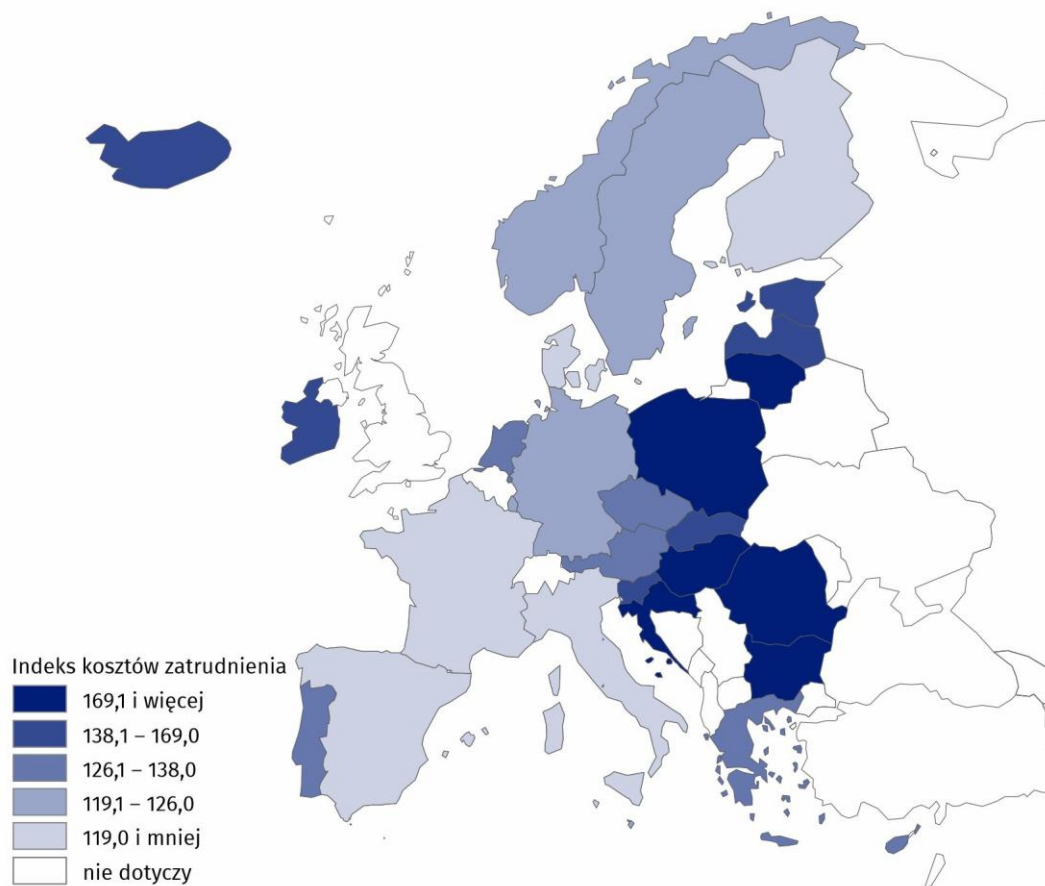 Indeks kosztów zatrudnienia
169,1 i więcej
138,1 – 169,0
126,1 – 138,0
119,1 – 126,0
119,0 i mniej
nie dotyczy